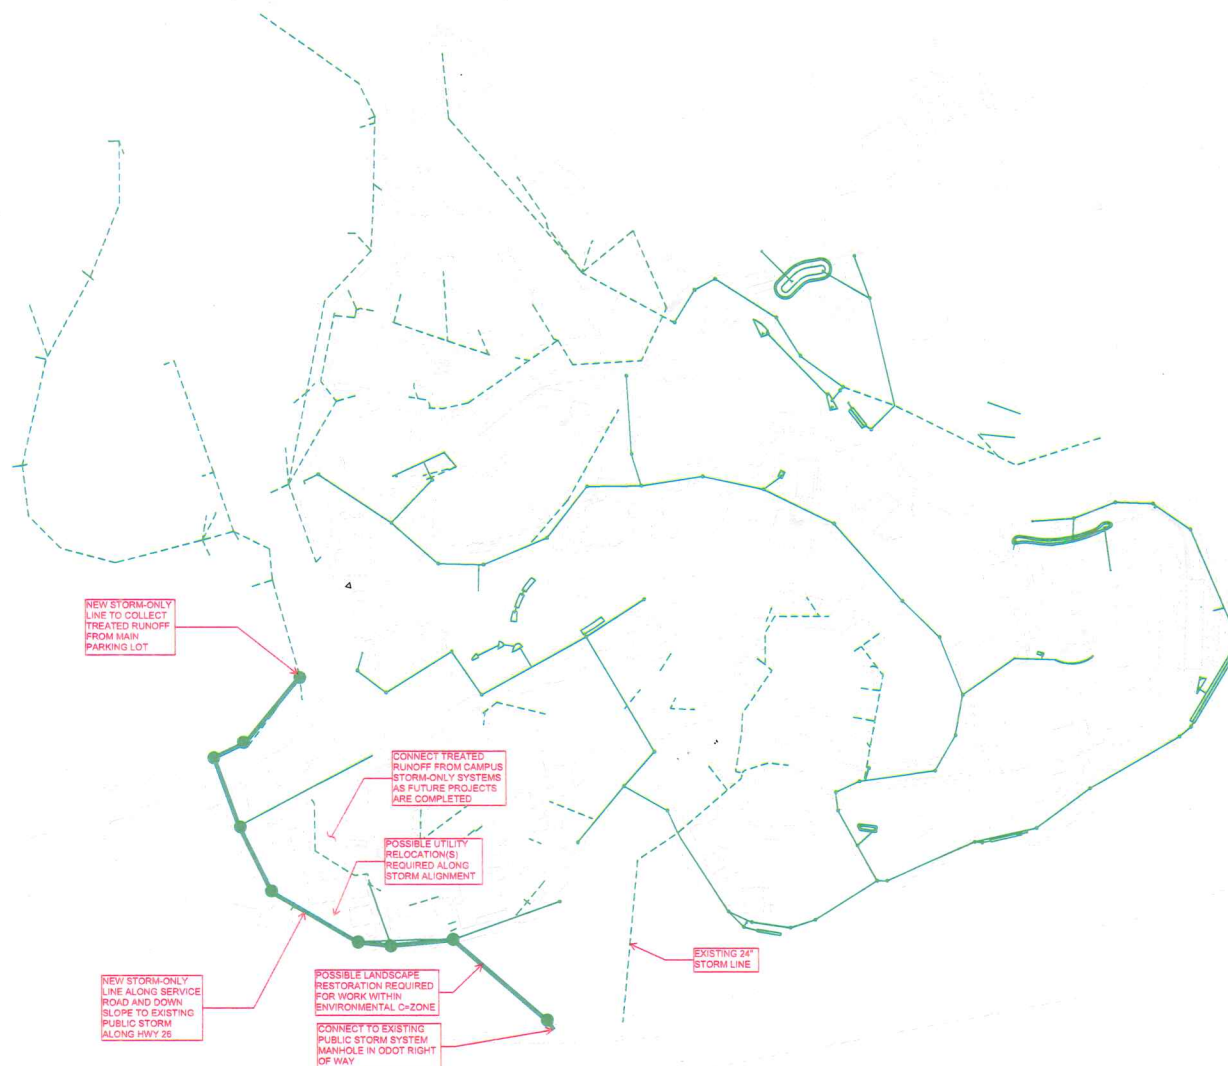 NEW STORM-ONLY
LINE TO COLLECT
TREATED RUNOFF
FROM MAIN
PARKING LOT
CONNECT TREATED
RUNOFF FROM CAMPUS
STORM-ONLY SYSTEMS
AS FUTURE PROJECTS
ARE COMPLETED
POSSIBLE UTILITY
RELOCATION(S)
REQUIRED ALONG
STORM ALIGNMENT
EXISTING 24"
STORM LINE
NEW STORM-ONLY
LINE ALONG SERVICE
ROAD AND DOWN
SLOPE TO EXISTING
PUBLIC STORM
ALONG HWY 26
POSSIBLE LANDSCAPE
RESTORATION REQUIRED
FOR WORK WITHIN
ENVIRONMENTAL C=ZONE
CONNECT TO EXISTING
PUBLIC STORM SYSTEM
MANHOLE IN ODOT RIGHT
OF WAY